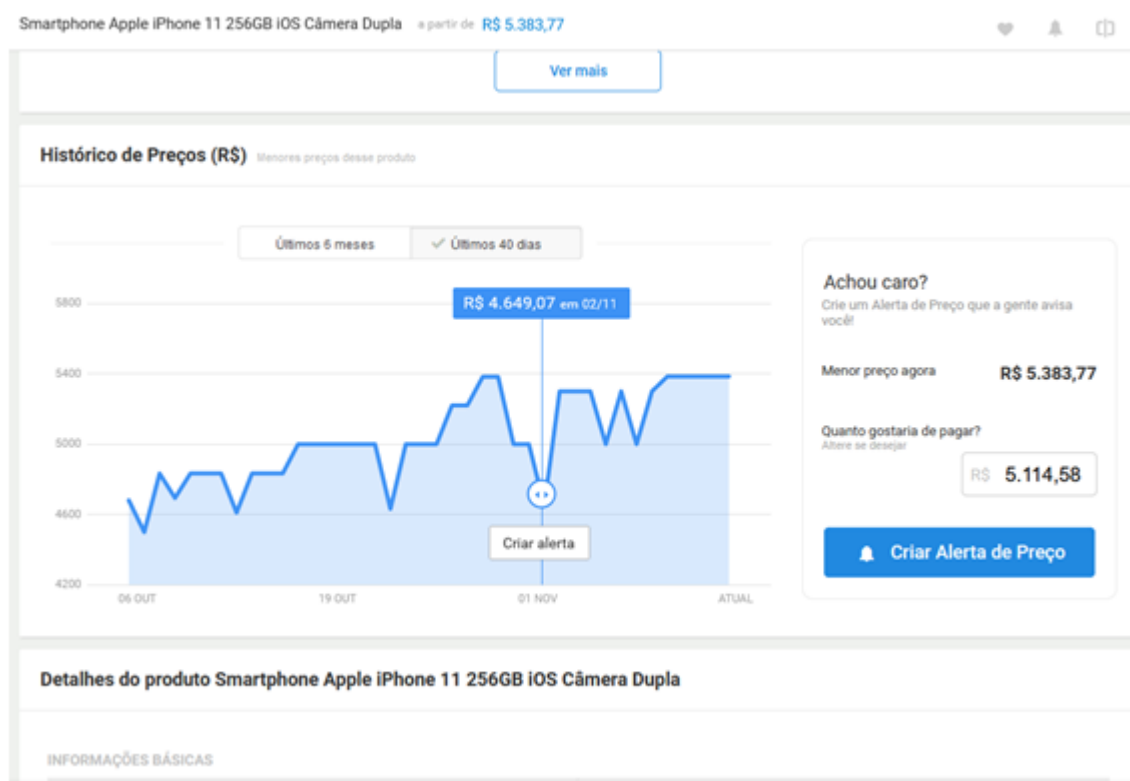 Smartphone Apple iPhone 11 256GB iOS Câmera Dupla a partir de R$ 5.383,77
Ver mais
Histórico de Preços (R$) Menores preços desse produto
Últimos 6 meses
Últimos 40 dias
R$ 4.649,07 em 02/11
5800
5400
5000
4600
4200
Criar alerta
06 OUT
19 OUT
01 NOV
ATUAL
Achou caro?
Crie um Alerta de Preço que a gente avisa
você!
Menor preço agora R$ 5.383,77
Quanto gostaria de pagar?
Altere se desejar
R$ 5.114,58
Criar Alerta de Preço
Detalhes do produto Smartphone Apple iPhone 11 256GB iOS Câmera Dupla
INFORMAÇÕES BÁSICAS